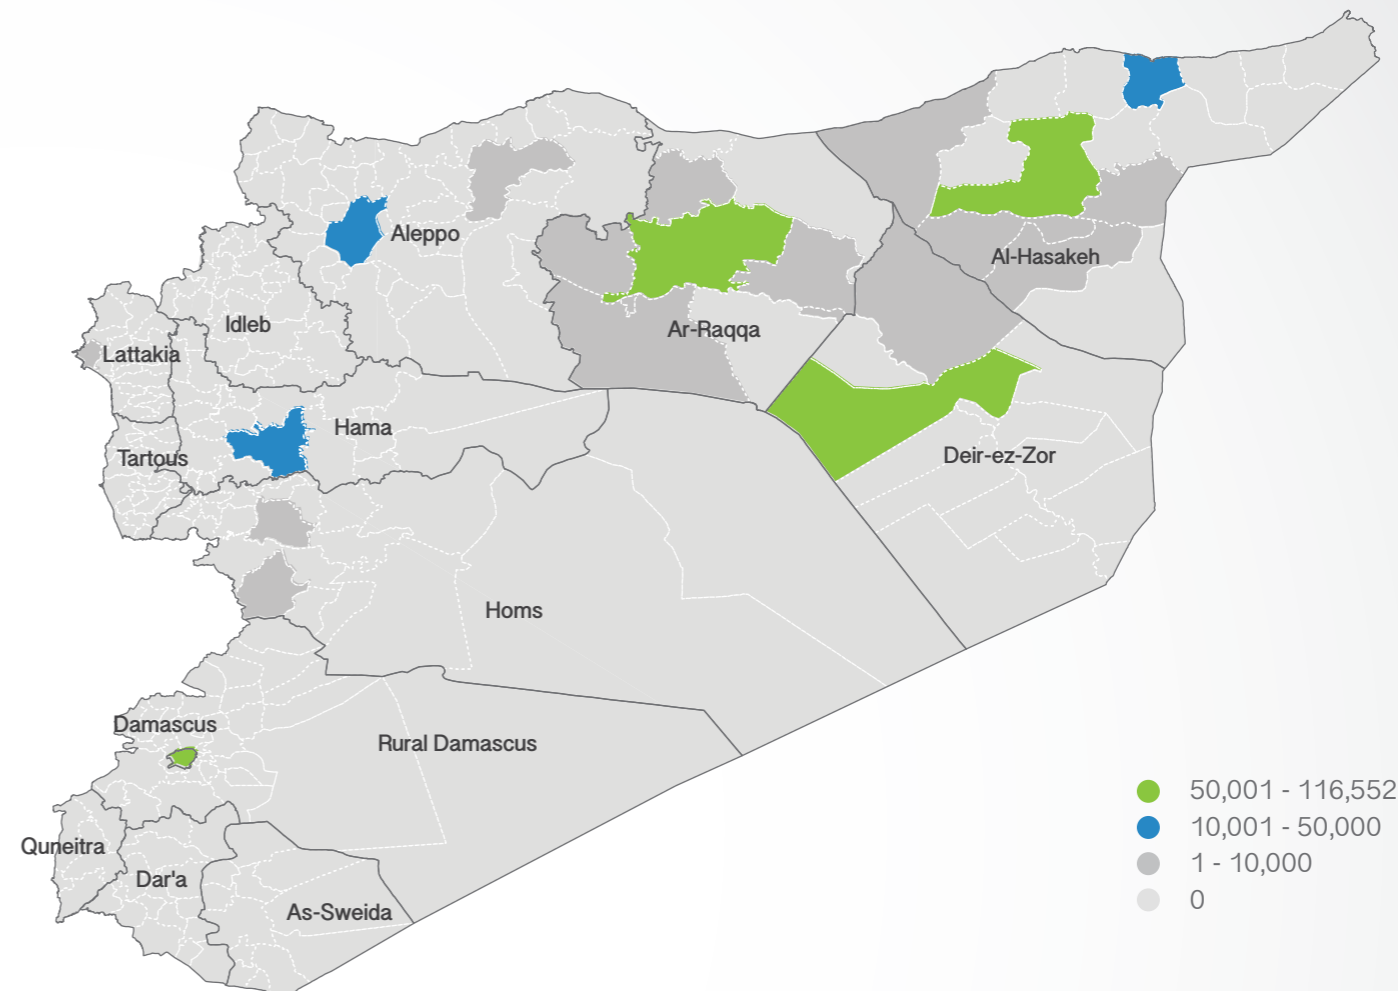 Aleppo
Al-Hasakeh
Idleb
Ar-Raqqa
Lattakia
Hama
Tartous
Deir-ez-Zor
Homs
Damascus
Rural Damascus
Quneitra
Dar'a
As-Sweida
50,001 - 116,552
10,001 - 50,000
1 - 10,000
0